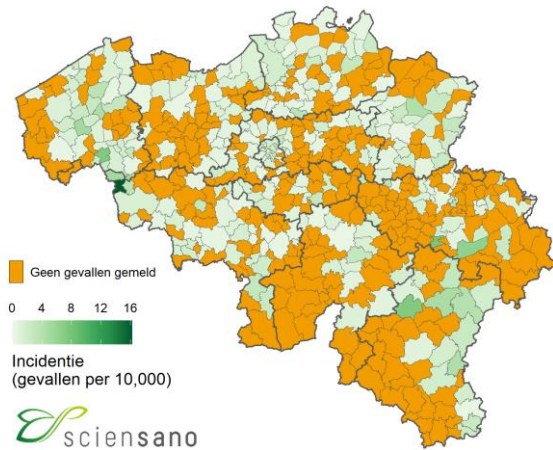 Geen gevallen gemeld
0 4 8 12 16
Incidentie
(gevallen per 10,000)
sciensano